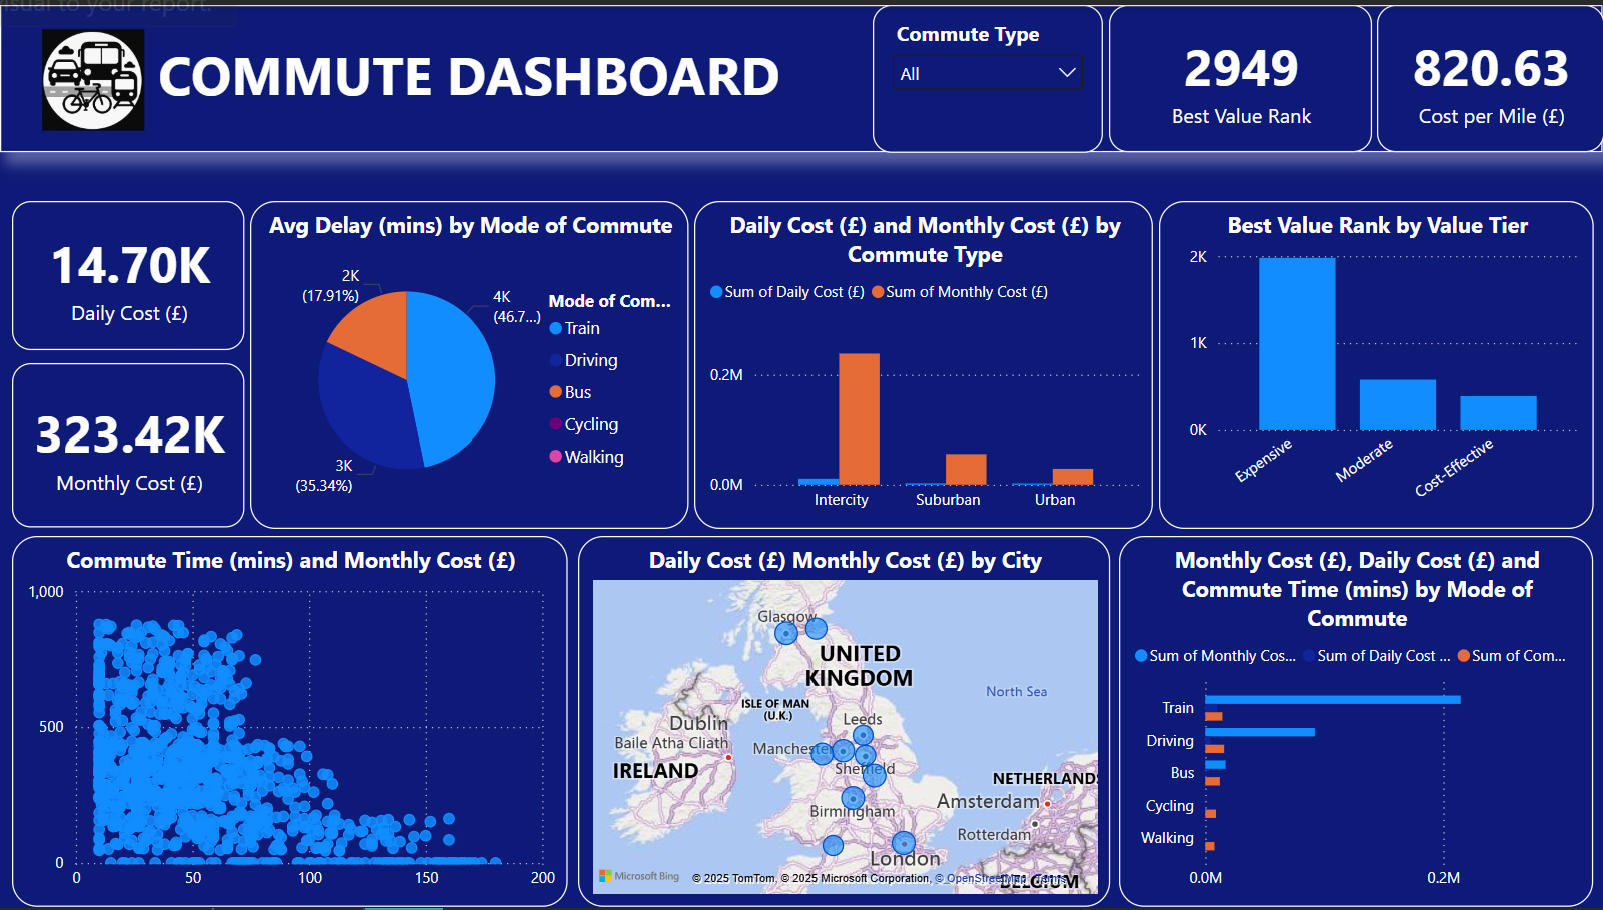 isual to your report.
COMMUTE DASHBOARD
Commute Type
All
2949
Best Value Rank
820.63
Cost per Mile (£)
14.70K
Daily Cost (£)
323.42K
Monthly Cost (£)
Avg Delay (mins) by Mode of Commute
2K
(17.91%)
4K
(46.7...)
3K
(35.34%)
Mode of Com...
Train
Driving
Bus
Cycling
Walking
Daily Cost (£) and Monthly Cost (£) by
Commute Type
Sum of Daily Cost (£) Sum of Monthly Cost (£)
0.2M
0.0M
Intercity Suburban Urban
Best Value Rank by Value Tier
2K
1K
0K
Expensive
Moderate
Cost-Effective
Commute Time (mins) and Monthly Cost (£)
1,000
500
0
0 50 100 150 200
Daily Cost (£) Monthly Cost (£) by City
Glasgow
UNITED
KINGDOM
North Sea
ISLE OF MAN
(U.K.)
Leeds
Dublin
Baile Atha Cliath
Manchester
Sheffield
IRELAND
NETHERLANDS
Amsterdam
Birmingham
Rotterdam
London
BELGIUM
Microsoft Bing
© 2025 TomTom, © 2025 Microsoft Corporation, © OpenStreetMap Terms
Monthly Cost (£), Daily Cost (£) and
Commute Time (mins) by Mode of
Commute
Sum of Monthly Cos... Sum of Daily Cost ... Sum of Com...
Train
Driving
Bus
Cycling
Walking
0.0M 0.2M